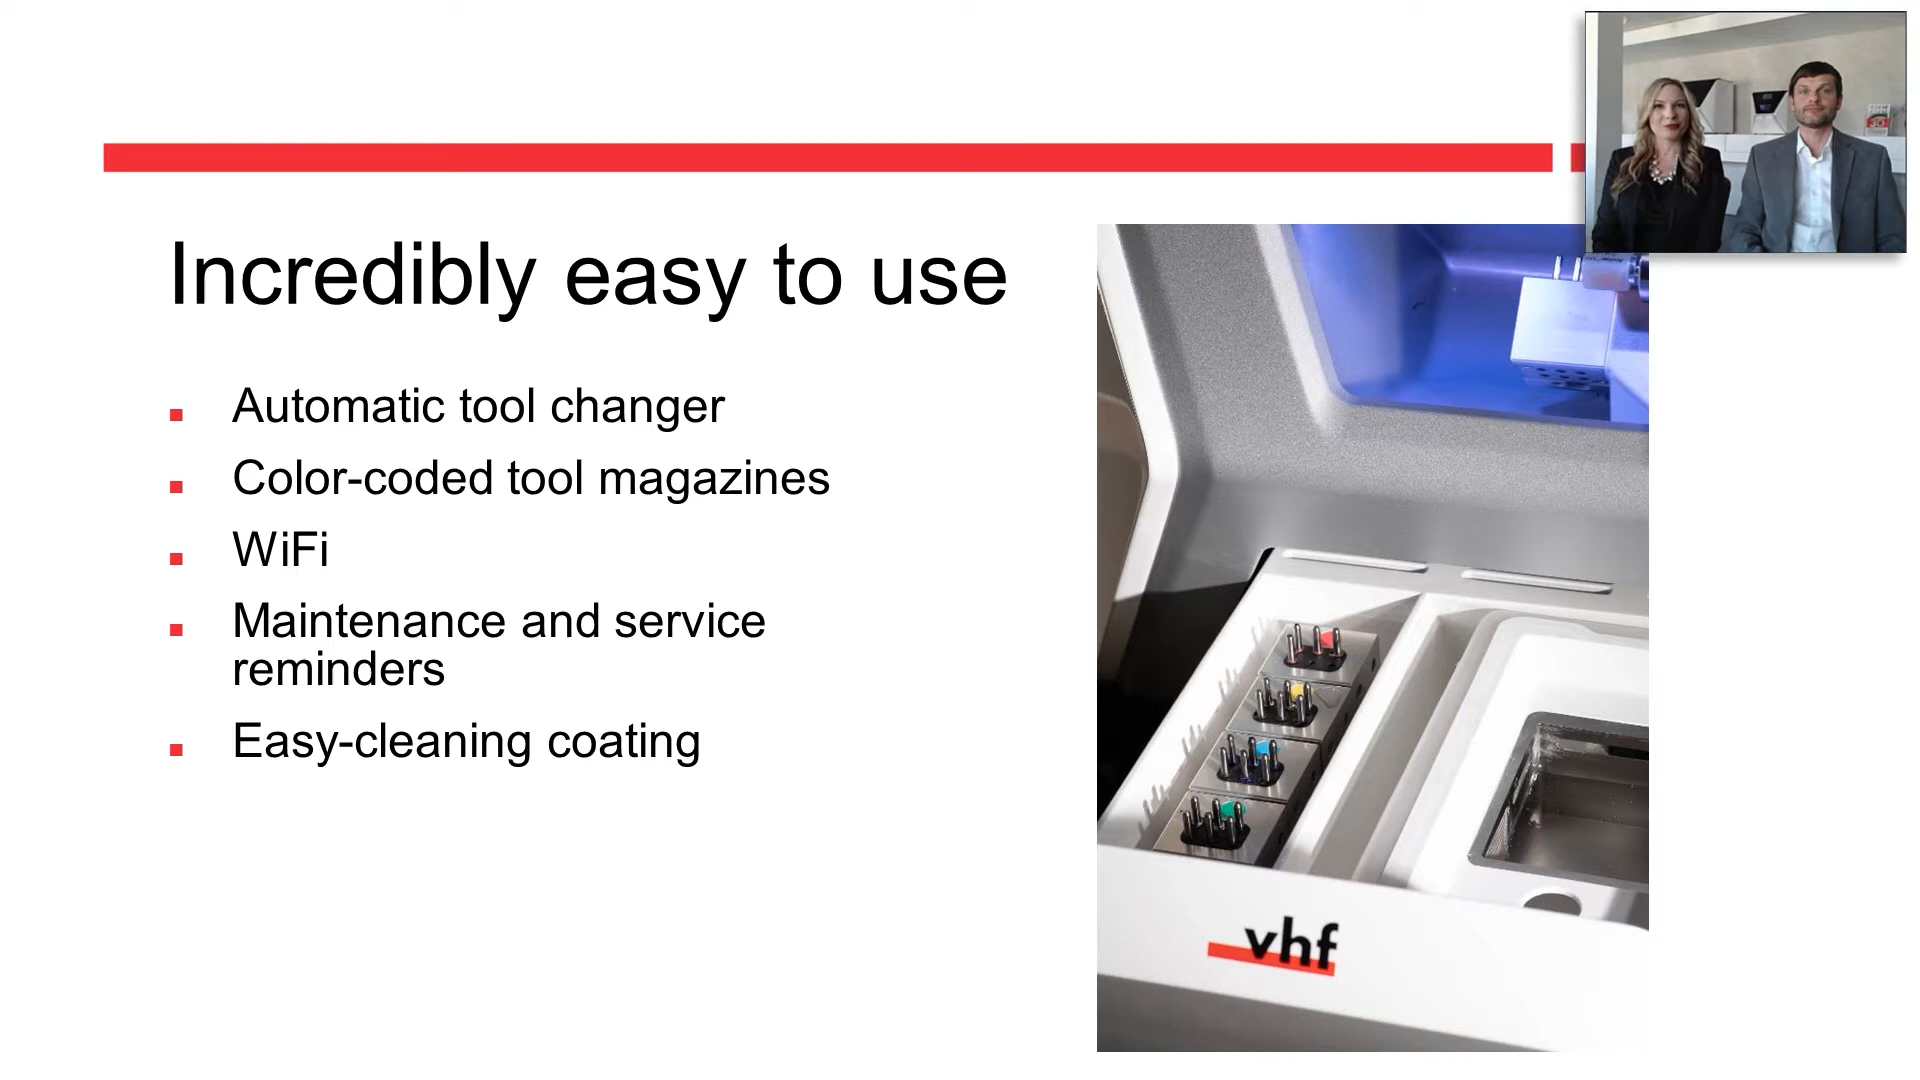 Incredibly easy to use
Automatic tool changer
Color-coded tool magazines
WiFi
Maintenance and service
reminders
Easy-cleaning coating
vhf